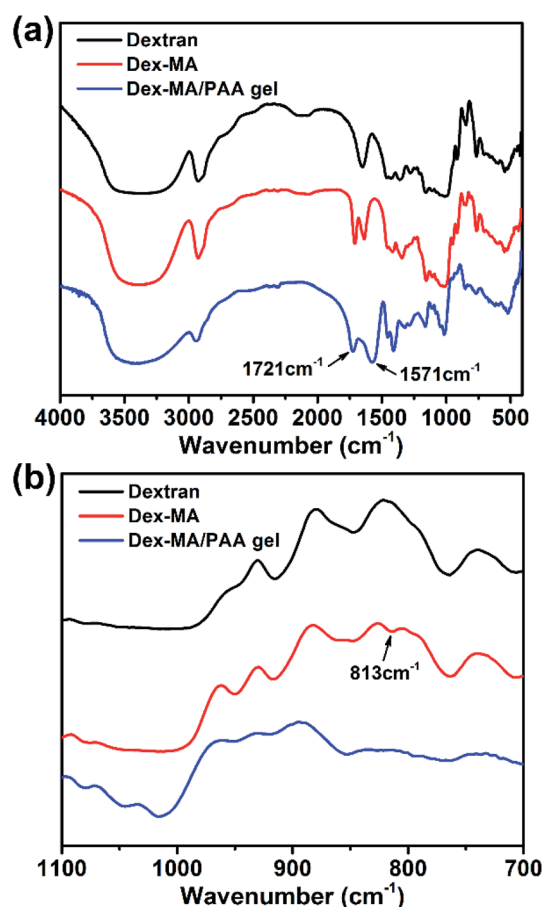 (a)
Dextran
Dex-MA
Dex-MA/PAA gel
1721cm⁻¹
1571cm⁻¹
4000 3500 3000 2500 2000 1500 1000 500
Wavenumber (cm⁻¹)
(b)
Dextran
Dex-MA
Dex-MA/PAA gel
813cm⁻¹
1100 1000 900 800 700
Wavenumber (cm⁻¹)